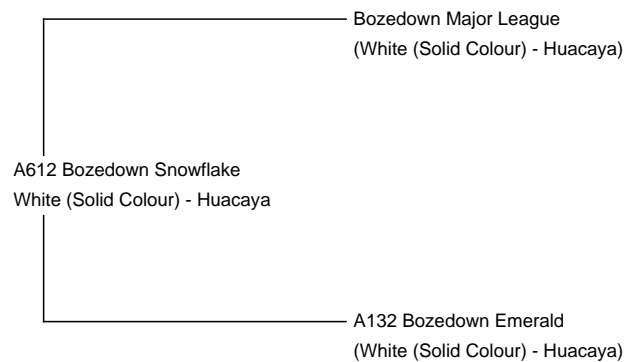 Bozedown Major League
(White (Solid Colour) - Huacaya)
A612 Bozedown Snowflake
White (Solid Colour) - Huacaya
A132 Bozedown Emerald
(White (Solid Colour) - Huacaya)